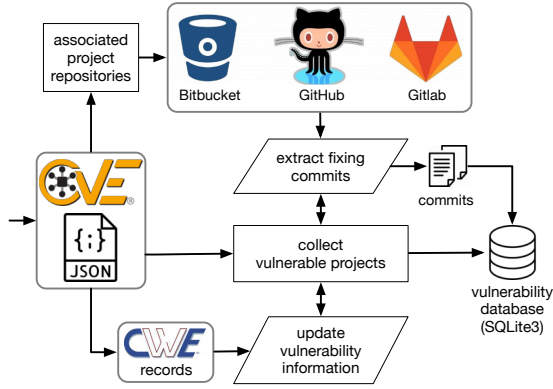 associated
project
repositories
Bitbucket
GitHub
Gitlab
extract fixing
commits
commits
CVE®
{;}
JSON
collect
vulnerable projects
vulnerability
database
(SQLite3)
CWE™
records
update
vulnerability
information